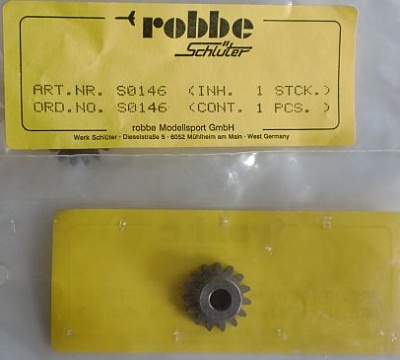 robbe
Schlüter
ART.NR. S0146 (INH. 1 STCK.)
ORD.NO. S0146 (CONT. 1 PCS.)
robbe Modellsport GmbH
Werk Schlüter · Dieselstraße 5 · 6052 Mühlheim am Main · West Germany
robbe